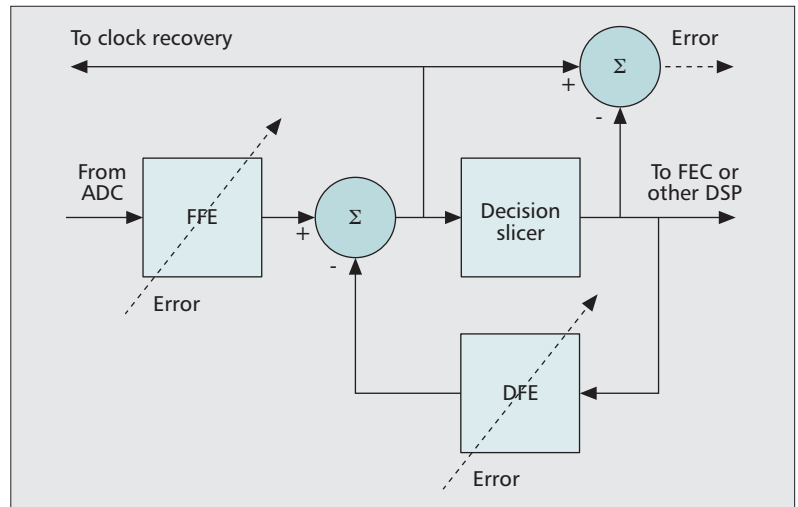 To clock recovery
Error
Σ
+
-
From
ADC
FFE
+
Σ
-
Decision
slicer
To FEC or
other DSP
Error
DFE
Error